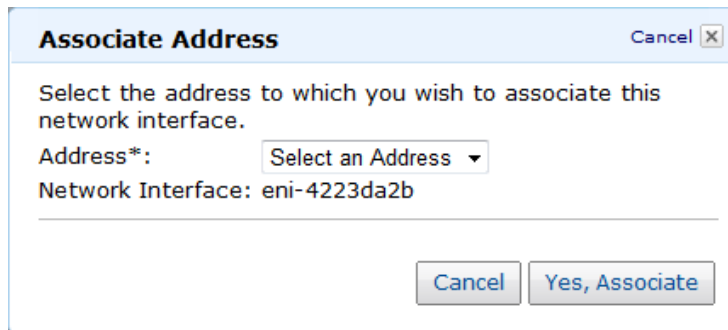 Associate Address
Cancel
Select the address to which you wish to associate this
network interface.
Address*: Select an Address
Network Interface: eni-4223da2b
Cancel Yes, Associate